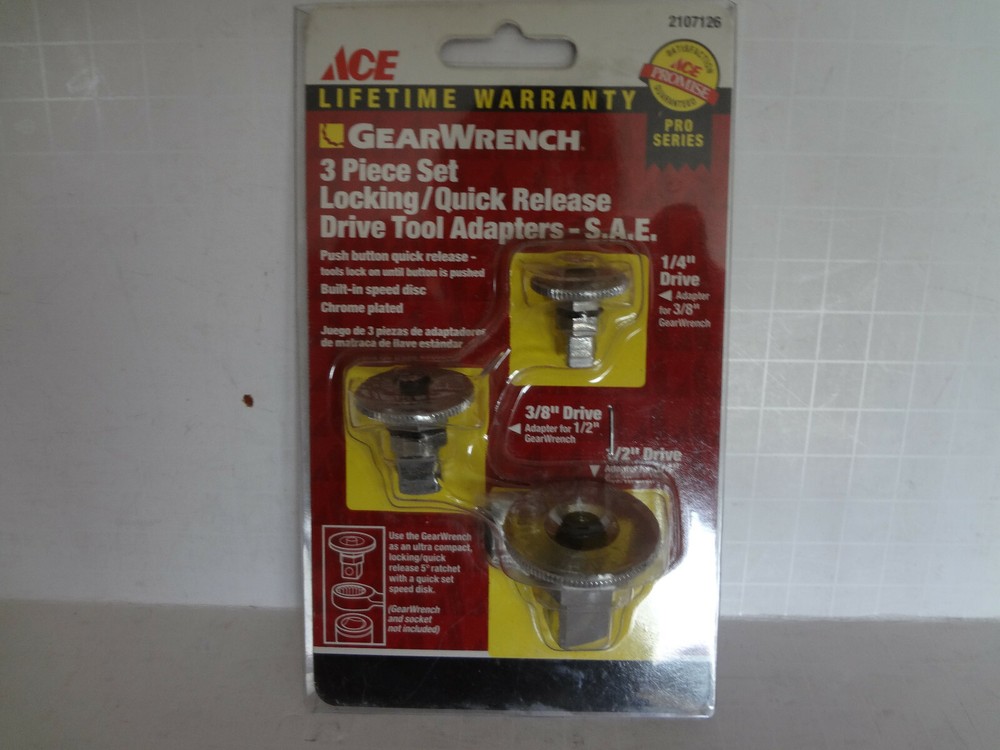 2107126
ACE
SATISFACTION
ACE
PROMISE
GUARANTEED
LIFETIME WARRANTY
PRO
SERIES
GEARWRENCH
3 Piece Set
Locking/Quick Release
Drive Tool Adapters - S.A.E.
Push button quick release -
tools lock on until button is pushed
Built-in speed disc
Chrome plated
Juego de 3 piezas de adaptadores
de matraca de llave estándar
1/4" Drive
Adapter
for 3/8"
GearWrench
3/8" Drive
Adapter for 1/2"
GearWrench
1/2" Drive
Adapter for
Use the GearWrench
as an ultra compact,
locking/quick
release 5° ratchet
with a quick set
speed disk.
(GearWrench
and socket
not included)